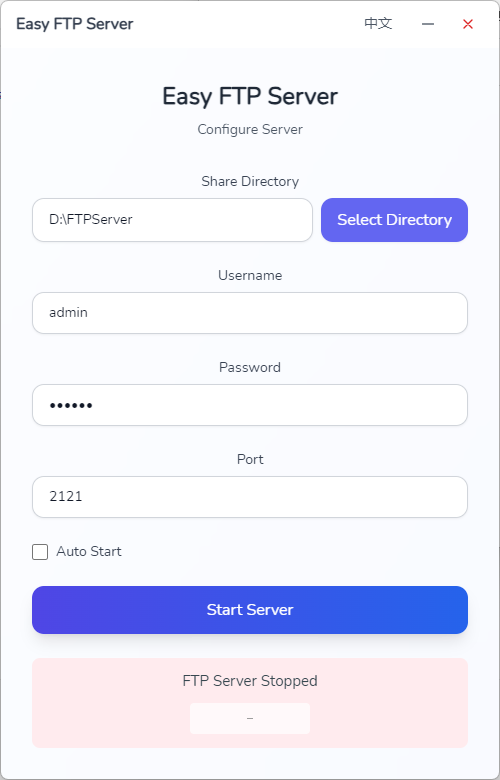 Easy FTP Server
中文
Easy FTP Server
Configure Server
Share Directory
D:\FTPServer
Select Directory
Username
admin
Password
••••••
Port
2121
Auto Start
Start Server
FTP Server Stopped
–